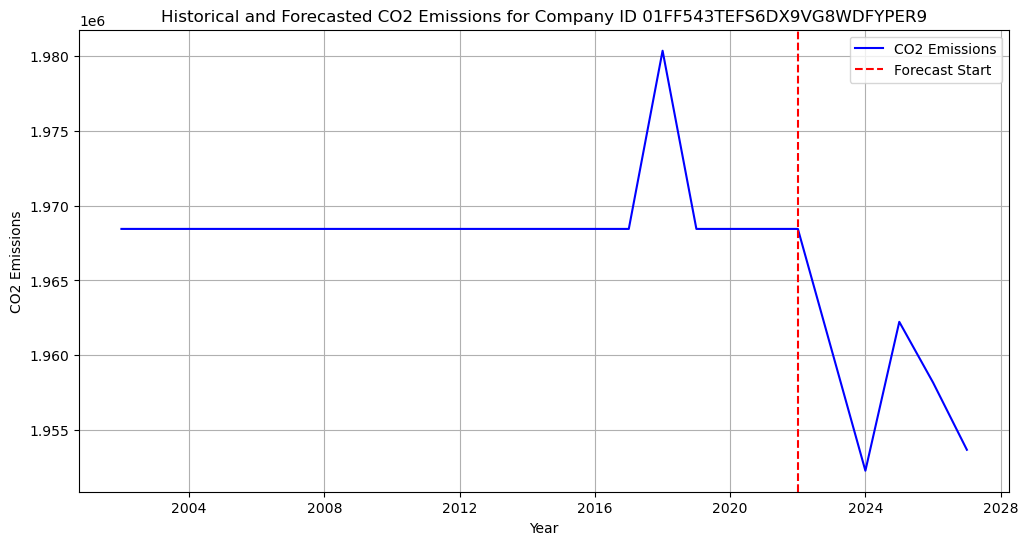 Historical and Forecasted CO2 Emissions for Company ID 01FF543TEFS6DX9VG8WDFYPER9
1e6
CO2 Emissions
Forecast Start
1.980
1.975
1.970
1.965
1.960
1.955
CO2 Emissions
2004 2008 2012 2016 2020 2024 2028
Year